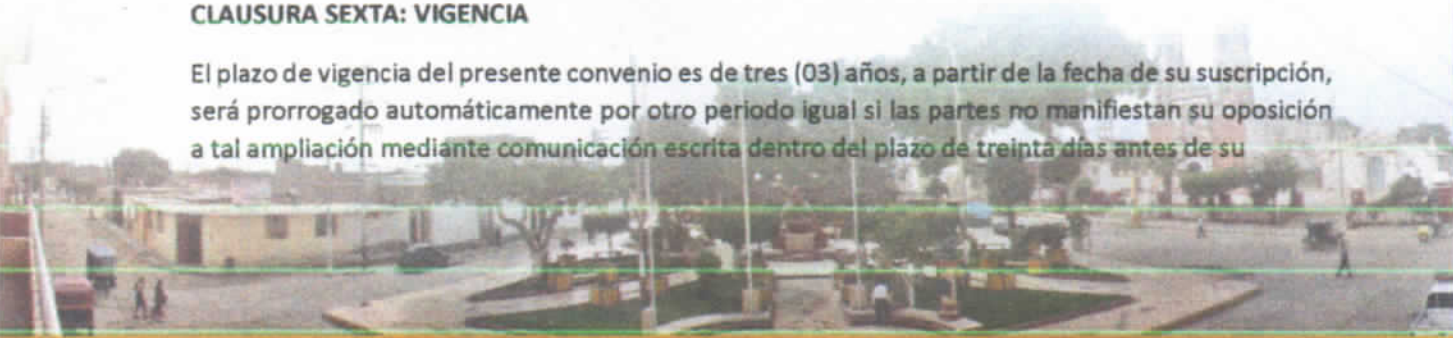 CLAUSURA SEXTA: VIGENCIA
El plazo de vigencia del presente convenio es de tres (03) años, a partir de la fecha de su suscripción,
será prorrogado automáticamente por otro periodo igual si las partes no manifiestan su oposición
a tal ampliación mediante comunicación escrita dentro del plazo de treinta días antes de su